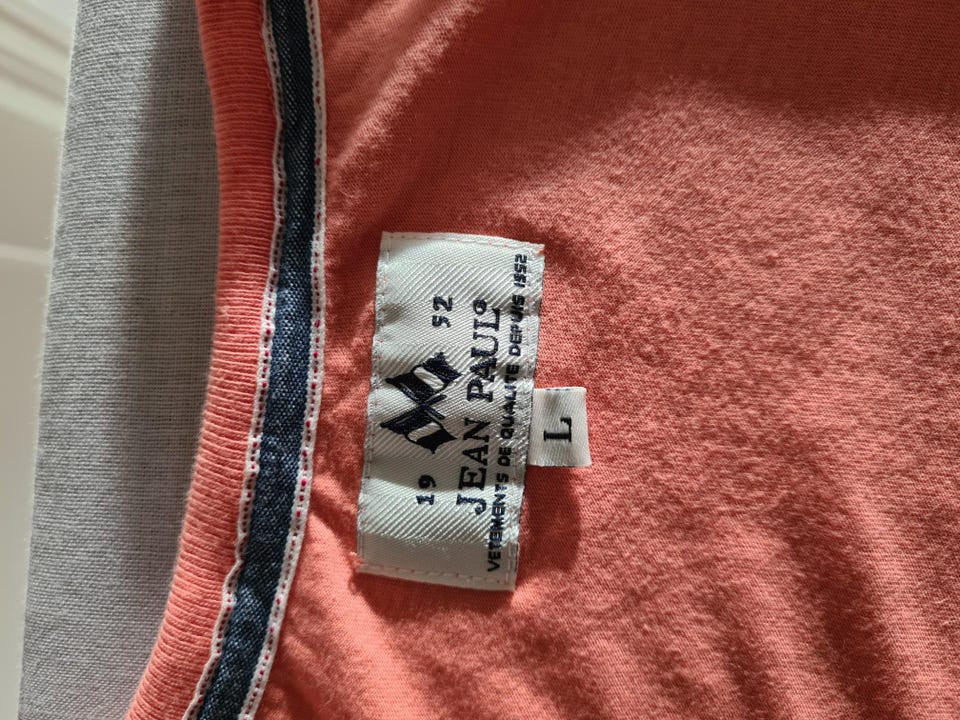 19 52
JEAN PAUL®
VETEMENTS DE QUALITE DEPUIS 1952
L